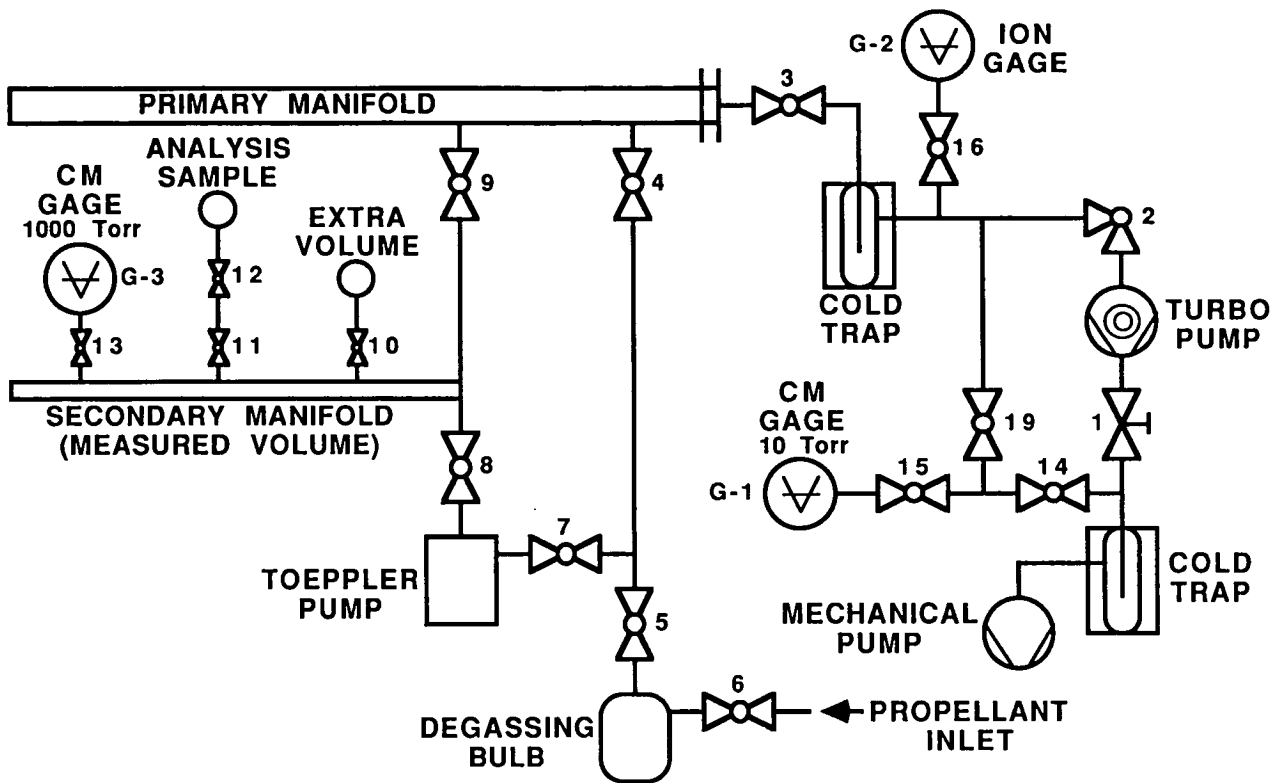 G-2
ION
GAGE
3
PRIMARY MANIFOLD
16
ANALYSIS
SAMPLE
9
4
CM
GAGE
1000 Torr
EXTRA
VOLUME
2
G-3
12
COLD
TRAP
TURBO
PUMP
13
11
10
SECONDARY MANIFOLD
(MEASURED VOLUME)
CM
GAGE
10 Torr
19
1
8
G-1
15
14
7
TOEPPLER
PUMP
COLD
TRAP
5
MECHANICAL
PUMP
6
DEGASSING
BULB
PROPELLANT
INLET